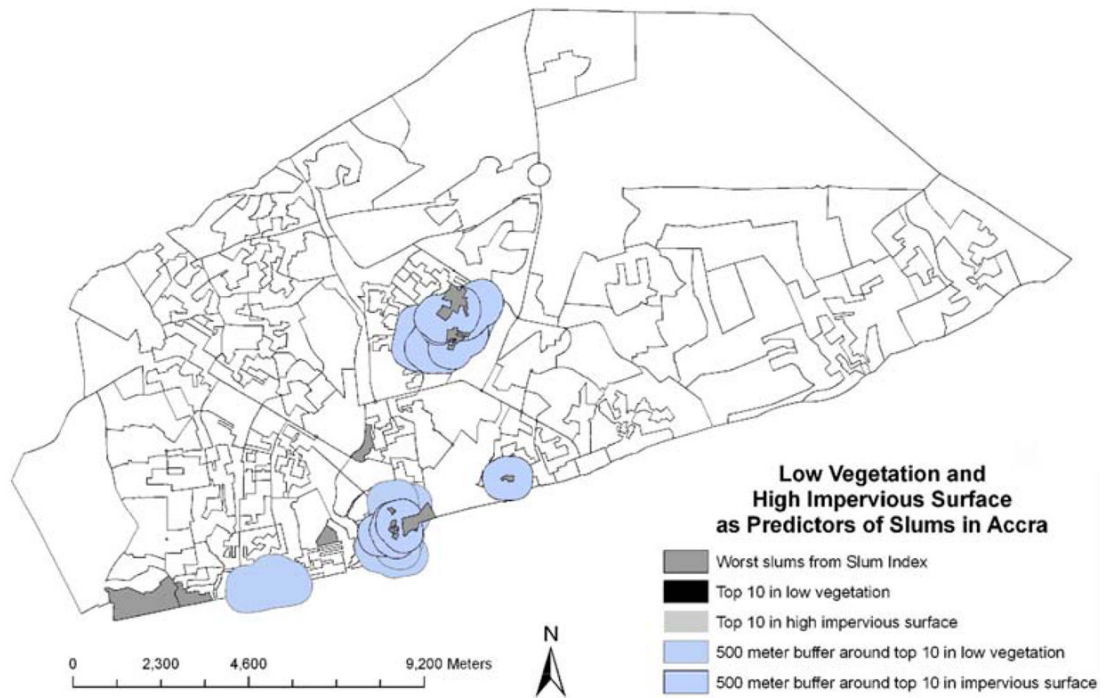 Low Vegetation and
High Impervious Surface
as Predictors of Slums in Accra
Worst slums from Slum Index
Top 10 in low vegetation
Top 10 in high impervious surface
500 meter buffer around top 10 in low vegetation
500 meter buffer around top 10 in impervious surface
N
0 2,300 4,600 9,200 Meters